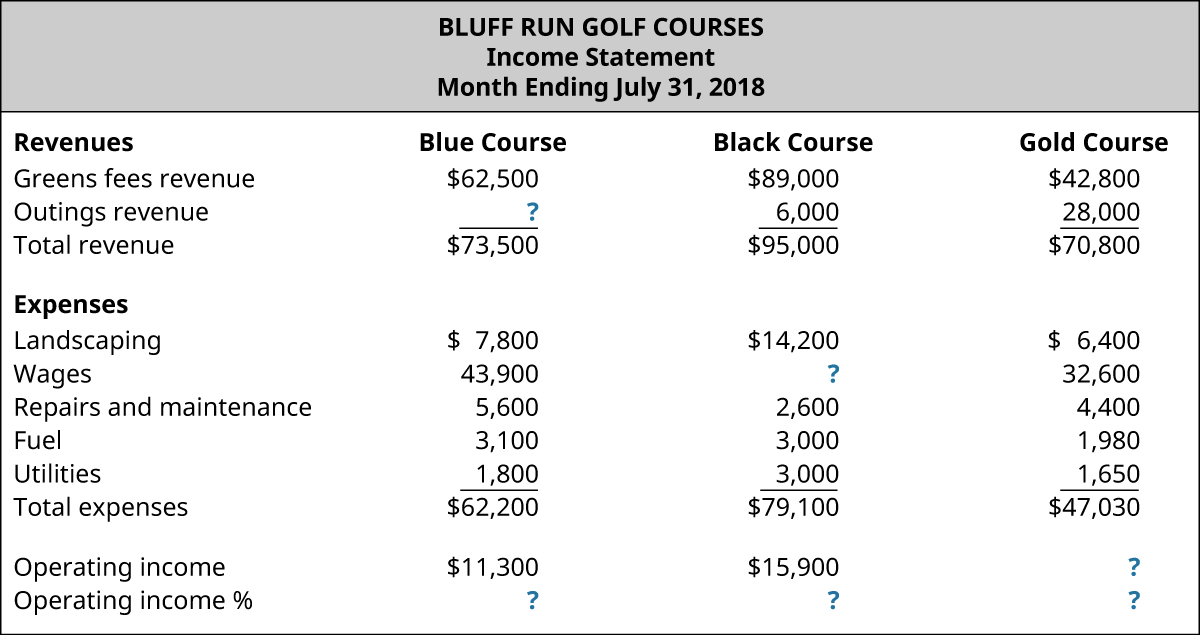 BLUFF RUN GOLF COURSES
Income Statement
Month Ending July 31, 2018
Revenues Blue Course Black Course Gold Course
Greens fees revenue $62,500 $89,000 $42,800
Outings revenue ? 6,000 28,000
Total revenue $73,500 $95,000 $70,800
Expenses
Landscaping $ 7,800 $14,200 $ 6,400
Wages 43,900 ? 32,600
Repairs and maintenance 5,600 2,600 4,400
Fuel 3,100 3,000 1,980
Utilities 1,800 3,000 1,650
Total expenses $62,200 $79,100 $47,030
Operating income $11,300 $15,900 ?
Operating income % ? ? ?